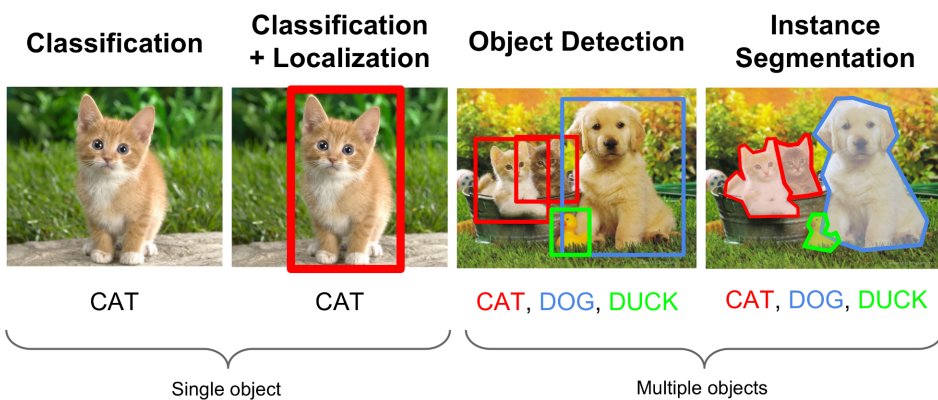 Classification
Classification
+ Localization
Object Detection
Instance
Segmentation
CAT
CAT
CAT, DOG, DUCK
CAT, DOG, DUCK
Single object
Multiple objects